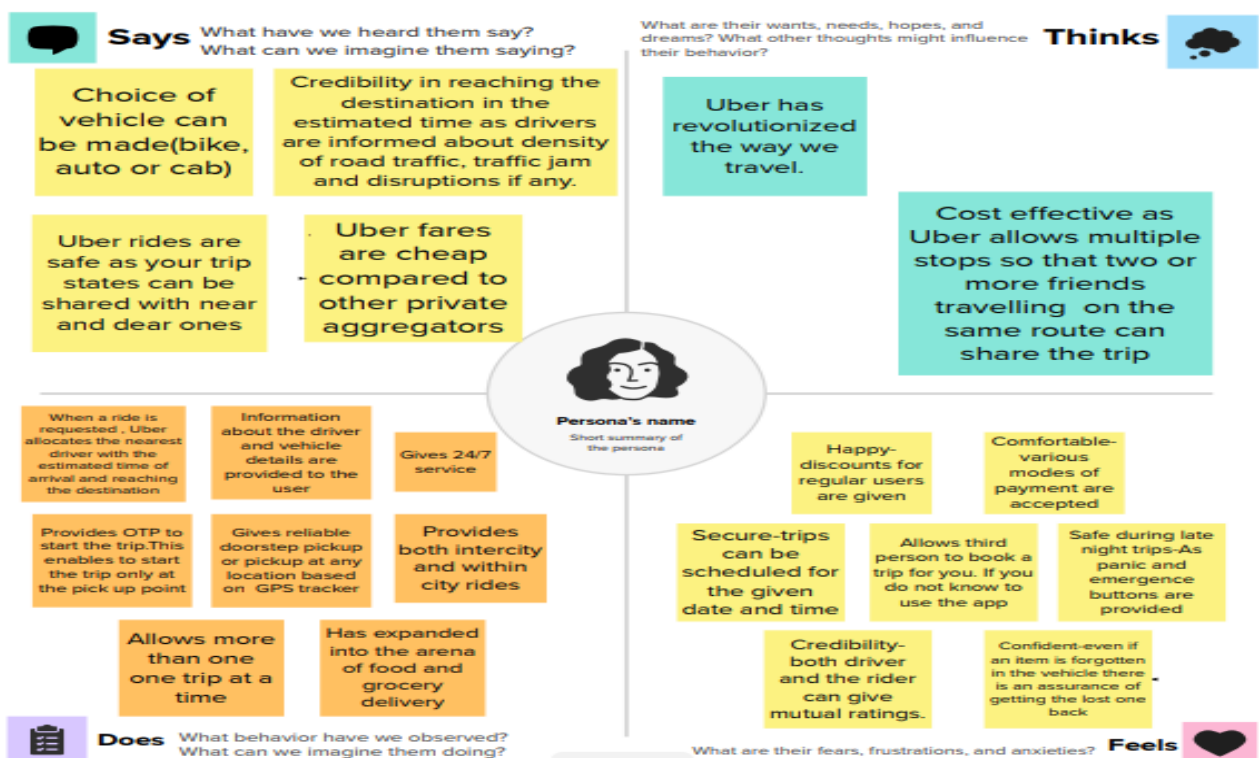 Says
What have we heard them say?
What can we imagine them saying?
Choice of
vehicle can
be made(bike,
auto or cab)
Credibility in reaching the
destination in the
estimated time as drivers
are informed about density
of road traffic, traffic jam
and disruptions if any.
Uber rides are
safe as your trip
states can be
shared with near
and dear ones
Uber fares
are cheap
compared to
other private
aggregators
What are their wants, needs, hopes, and
dreams? What other thoughts might influence
their behavior?
Thinks
Uber has
revolutionized
the way we
travel.
Cost effective as
Uber allows multiple
stops so that two or
more friends
travelling on the
same route can
share the trip
Persona's name
Short summary of
the persona
When a ride is
requested , Uber
allocates the nearest
driver with the
estimated time of
arrival and reaching
the destination
Information
about the driver
and vehicle
details are
provided to the
user
Gives 24/7
service
Provides OTP to
start the trip.This
enables to start
the trip only at
the pick up point
Gives reliable
doorstep pickup
or pickup at any
location based
on GPS tracker
Provides
both intercity
and within
city rides
Allows more
than one
one trip at a
time
Has expanded
into the arena
of food and
grocery
delivery
Does
What behavior have we observed?
What can we imagine them doing?
Happy-
discounts for
regular users
are given
Comfortable-
various
modes of
payment are
accepted
Secure-trips
can be
scheduled for
the given
date and time
Allows third
person to book a
trip for you. If you
do not know to
use the app
Safe during late
night trips-As
panic and
emergence
buttons are
provided
Credibility-
both driver
and the rider
can give
mutual ratings.
Confident-even if
an item is forgotten
in the vehicle there
is an assurance of
getting the lost one
back
What are their fears, frustrations, and anxieties?
Feels